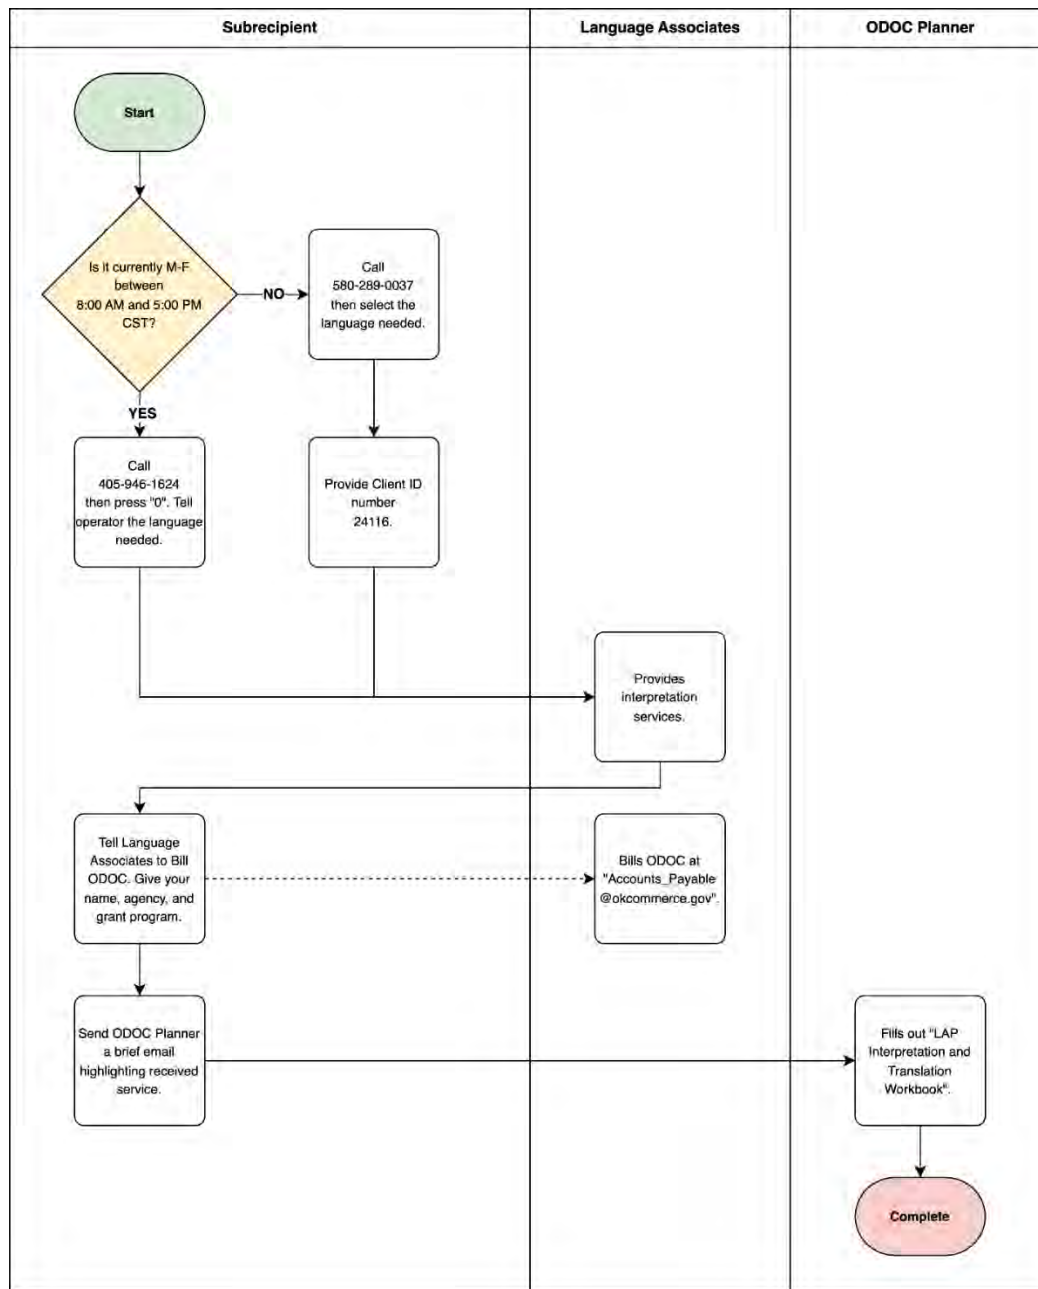 Subrecipient
Language Associates
ODOC Planner
Start
Is it currently M-F
between
8:00 AM and 5:00 PM
CST?
NO
Call
580-289-0037
then select the
language needed.
YES
Call
405-946-1624
then press "0". Tell
operator the language
needed.
Provide Client ID
number
24116.
Provides
interpretation
services.
Tell Language
Associates to Bill
ODOC. Give your
name, agency, and
grant program.
Bills ODOC at
"Accounts_Payable
@okcommerce.gov".
Send ODOC Planner
a brief email
highlighting received
service.
Fills out "LAP
Interpretation and
Translation
Workbook".
Complete